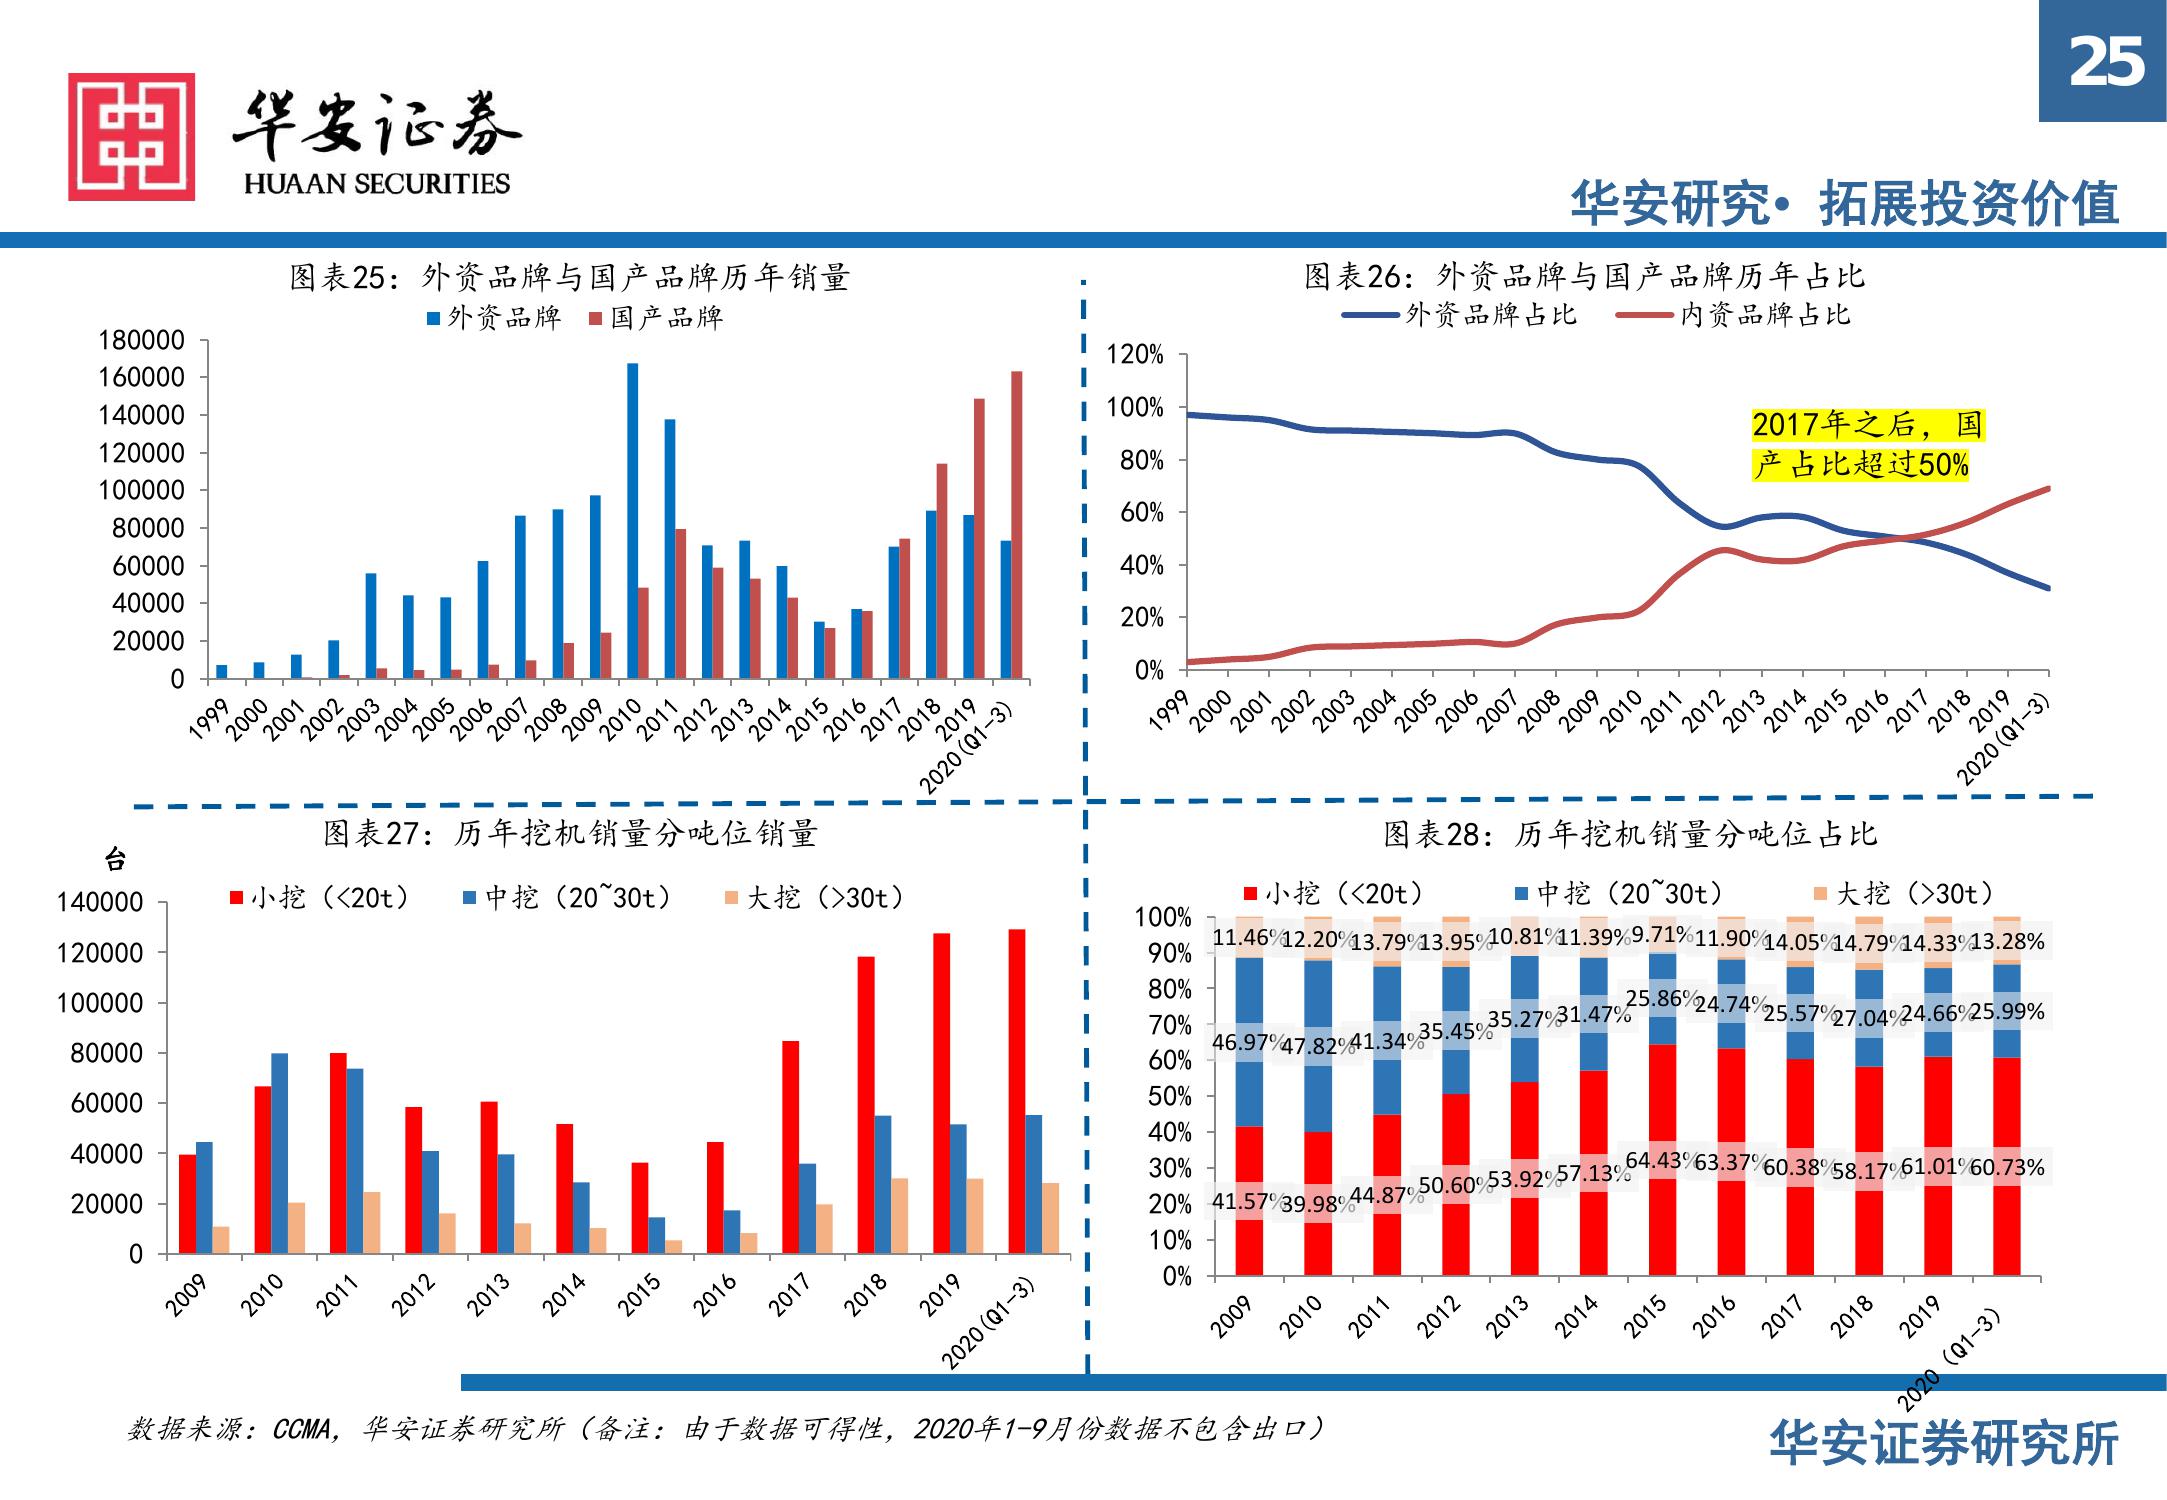 25
华安证券
HUAAN SECURITIES
华安研究• 拓展投资价值
图表25：外资品牌与国产品牌历年销量
外资品牌 国产品牌
180000
160000
140000
120000
100000
80000
60000
40000
20000
0
1999 2000 2001 2002 2003 2004 2005 2006 2007 2008 2009 2010 2011 2012 2013 2014 2015 2016 2017 2018 2019 2020(Q1-3)
图表26：外资品牌与国产品牌历年占比
外资品牌占比 内资品牌占比
120%
100%
80%
60%
40%
20%
0%
2017年之后，国
产占比超过50%
1999 2000 2001 2002 2003 2004 2005 2006 2007 2008 2009 2010 2011 2012 2013 2014 2015 2016 2017 2018 2019 2020(Q1-3)
图表27：历年挖机销量分吨位销量
台
小挖（<20t） 中挖（20~30t） 大挖（>30t）
140000
120000
100000
80000
60000
40000
20000
0
2009 2010 2011 2012 2013 2014 2015 2016 2017 2018 2019 2020(Q1-3)
图表28：历年挖机销量分吨位占比
小挖（<20t） 中挖（20~30t） 大挖（>30t）
100%
90%
80%
70%
60%
50%
40%
30%
20%
10%
0%
11.46% 12.20% 13.79% 13.95% 10.81% 11.39% 9.71% 11.90% 14.05% 14.79% 14.33% 13.28%
46.97% 47.82% 41.34% 35.45% 35.27% 31.47% 25.86% 24.74% 25.57% 27.04% 24.66% 25.99%
41.57% 39.98% 44.87% 50.60% 53.92% 57.13% 64.43% 63.37% 60.38% 58.17% 61.01% 60.73%
2009 2010 2011 2012 2013 2014 2015 2016 2017 2018 2019 2020（Q1-3）
数据来源：CCMA，华安证券研究所（备注：由于数据可得性，2020年1-9月份数据不包含出口）
华安证券研究所